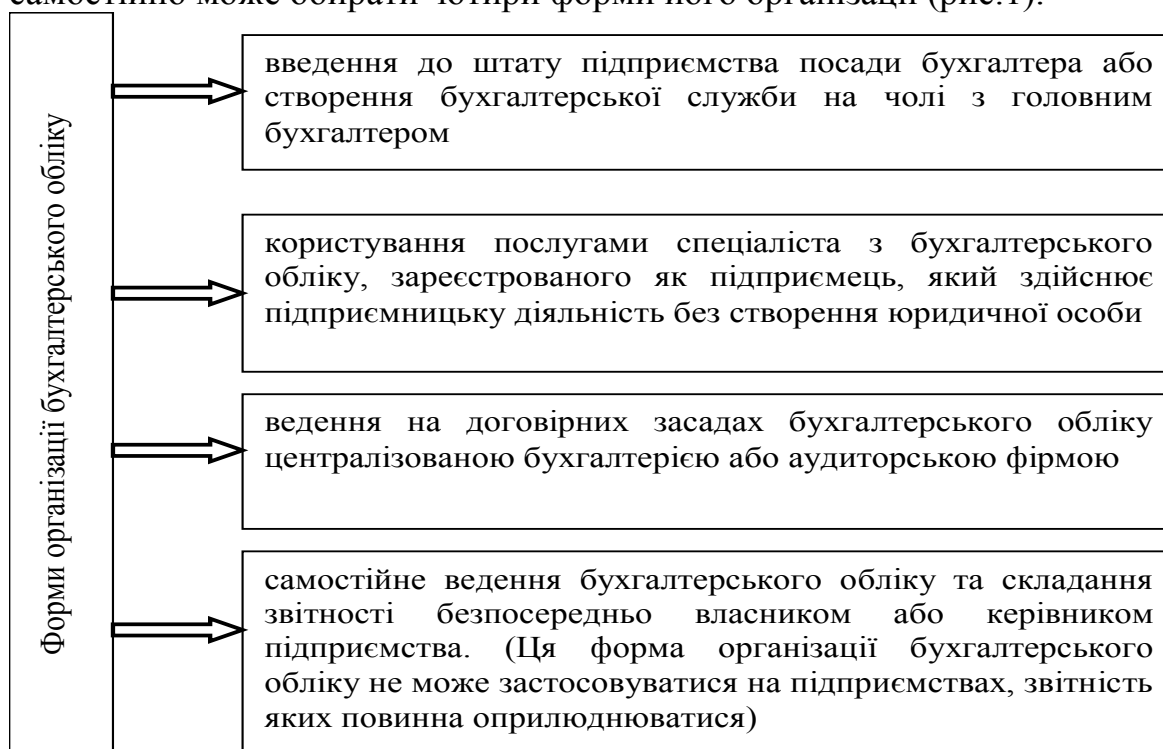 самостійно може обирати чотири форми його організації (рис.1).
Форми організації бухгалтерського обліку
введення до штату підприємства посади бухгалтера або
створення бухгалтерської служби на чолі з головним
бухгалтером
користування послугами спеціаліста з бухгалтерського
обліку, зареєстрованого як підприємець, який здійснює
підприємницьку діяльність без створення юридичної особи
ведення на договірних засадах бухгалтерського обліку
централізованою бухгалтерією або аудиторською фірмою
самостійне ведення бухгалтерського обліку та складання
звітності безпосередньо власником або керівником
підприємства. (Ця форма організації бухгалтерського
обліку не може застосовуватися на підприємствах, звітність
яких повинна оприлюднюватися)